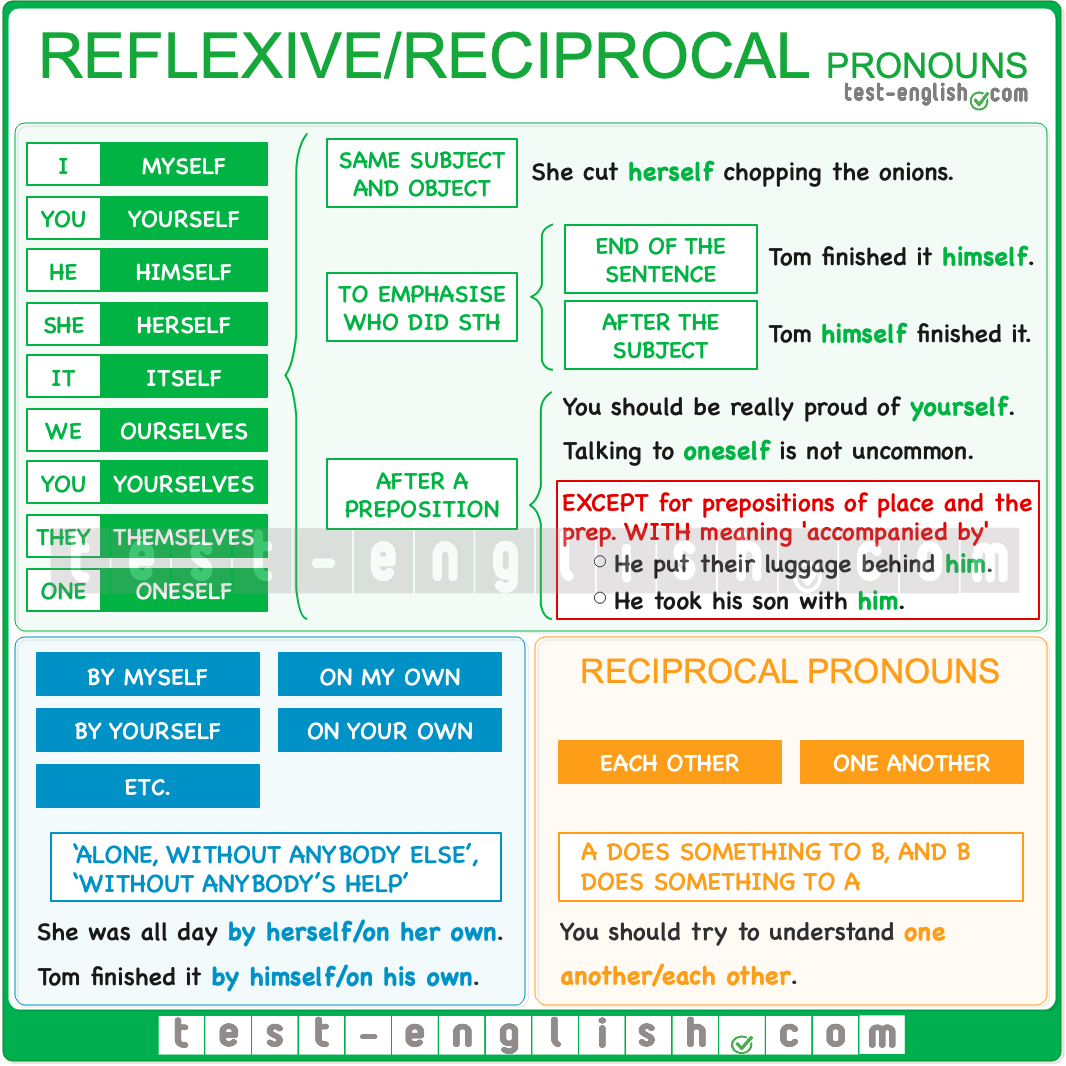 REFLEXIVE/RECIPROCAL PRONOUNS
test-english.com
I MYSELF
YOU YOURSELF
HE HIMSELF
SHE HERSELF
IT ITSELF
WE OURSELVES
YOU YOURSELVES
THEY THEMSELVES
ONE ONESELF
SAME SUBJECT
AND OBJECT
She cut herself chopping the onions.
TO EMPHASISE
WHO DID STH
END OF THE
SENTENCE
Tom finished it himself.
AFTER THE
SUBJECT
Tom himself finished it.
AFTER A
PREPOSITION
You should be really proud of yourself.
Talking to oneself is not uncommon.
EXCEPT for prepositions of place and the
prep. WITH meaning 'accompanied by'
He put their luggage behind him.
He took his son with him.
test-english.com
BY MYSELF
ON MY OWN
BY YOURSELF
ON YOUR OWN
ETC.
‘ALONE, WITHOUT ANYBODY ELSE’,
‘WITHOUT ANYBODY’S HELP’
She was all day by herself/on her own.
Tom finished it by himself/on his own.
RECIPROCAL PRONOUNS
EACH OTHER
ONE ANOTHER
A DOES SOMETHING TO B, AND B
DOES SOMETHING TO A
You should try to understand one
another/each other.
test-english.com